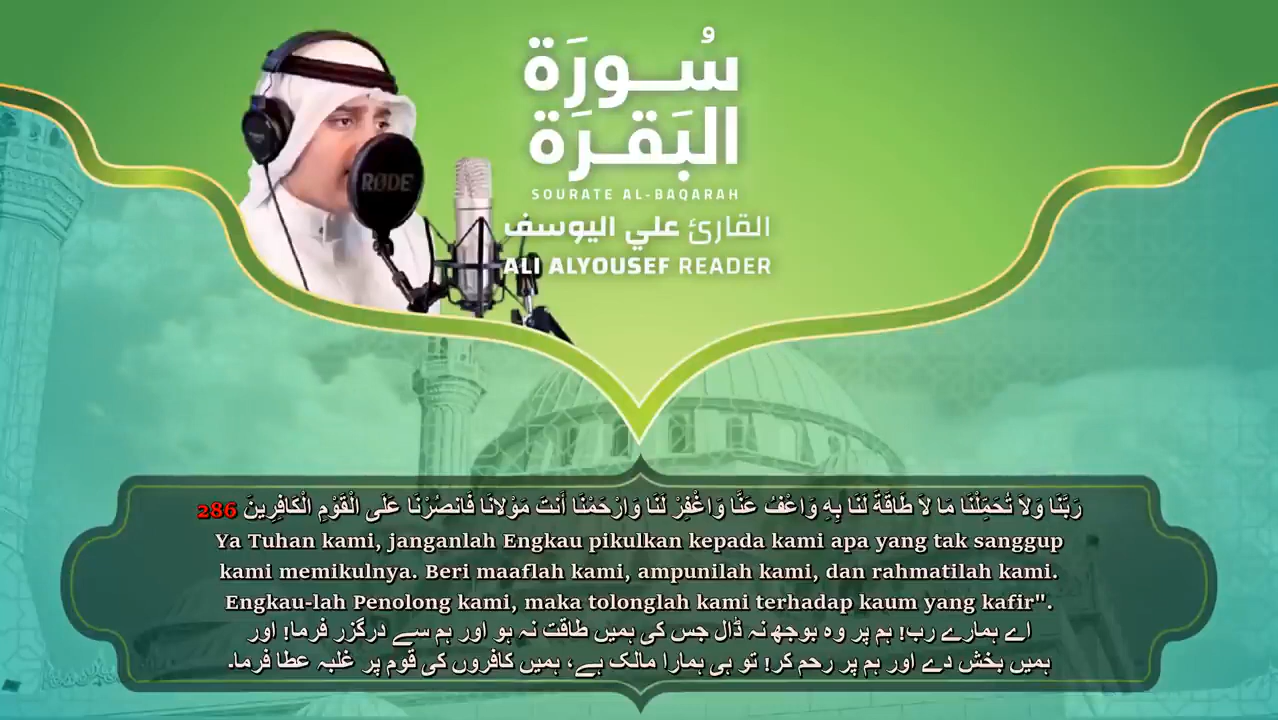 سُورَة
البَقَرَة
SOURATE AL-BAQARAH
القارئ علي اليوسف
ALI ALYOUSEF READER
RØDE
رَبَّنَا وَلاَ تُحَمِّلْنَا مَا لاَ طَاقَةَ لَنَا بِهِ وَاعْفُ عَنَّا وَاغْفِرْ لَنَا وَارْحَمْنَا أَنتَ مَوْلاَنَا فَانصُرْنَا عَلَى الْقَوْمِ الْكَافِرِينَ 286
Ya Tuhan kami, janganlah Engkau pikulkan kepada kami apa yang tak sanggup
kami memikulnya. Beri maaflah kami, ampunilah kami, dan rahmatilah kami.
Engkau-lah Penolong kami, maka tolonglah kami terhadap kaum yang kafir".
اے ہمارے رب! ہم پر وہ بوجھ نہ ڈال جس کی ہمیں طاقت نہ ہو اور ہم سے درگزر فرما! اور
ہمیں بخش دے اور ہم پر رحم کر! تو ہی ہمارا مالک ہے، ہمیں کافروں کی قوم پر غلبہ عطا فرما۔